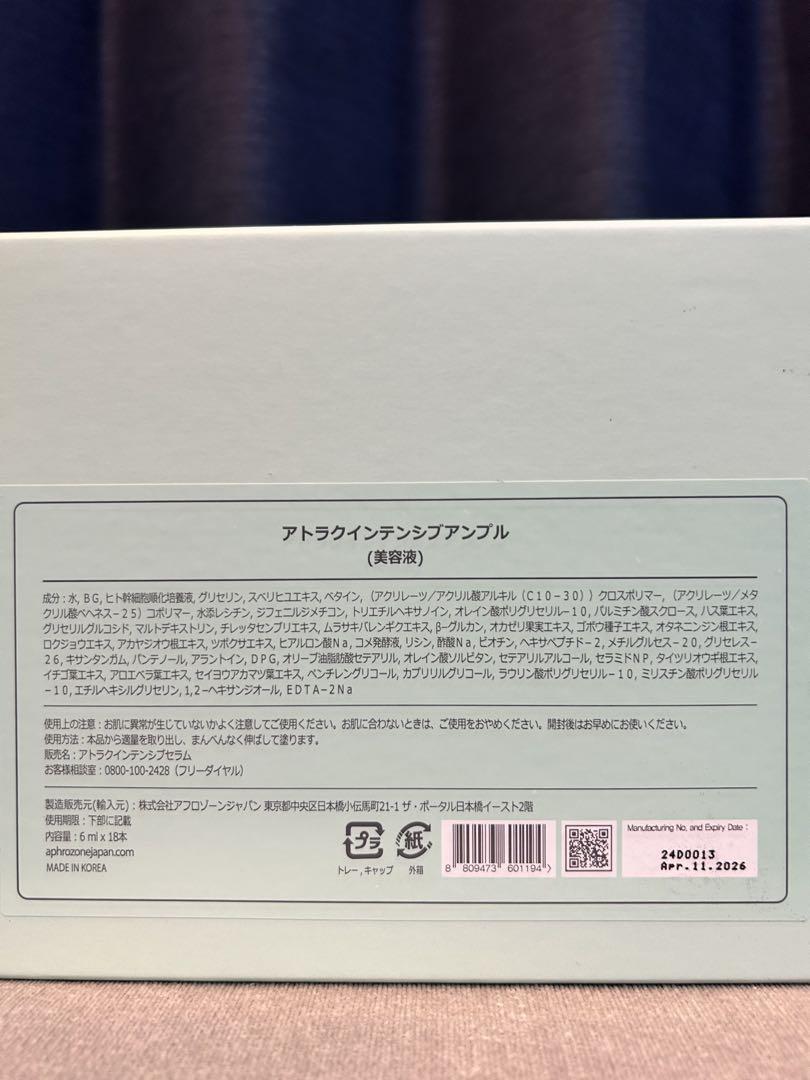 アトラクインテンシブアンプル
(美容液)
成分：水, BG, ヒト幹細胞順化培養液, グリセリン, スベリヒユエキス, ベタイン, (アクリレーツ／アクリル酸アルキル（C10-30）) クロスポリマー, (アクリレーツ／メタ
クリル酸ベヘネス-25) コポリマー, 水添レシチン, ジフェニルジメチコン, トリエチルヘキサノイン, オレイン酸ポリグリセリル-10, パルミチン酸スクロース, ハス葉エキス,
グリセリルグルコシド, マルトデキストリン, チレッタセンブリエキス, ムラサキバレンギクエキス, β-グルカン, オカゼリ果実エキス, ゴボウ種子エキス, オタネニンジン根エキス,
ロクジョウエキス, アカヤジオウ根エキス, ツボクサエキス, ヒアルロン酸Na, コメ発酵液, リシン, 酢酸Na, ビオチン, ヘキサペプチド-2, メチルグルセス-20, グリセレス-
26, キサンタンガム, パンテノール, アラントイン, DPG, オリーブ油脂肪酸セテアリル, オレイン酸ソルビタン, セテアリルアルコール, セラミドNP, タイツリオウギ根エキス,
イチゴ葉エキス, アロエベラ葉エキス, セイヨウアカマツ葉エキス, ペンチレングリコール, カプリリルグリコール, ラウリン酸ポリグリセリル-10, ミリスチン酸ポリグリセリル
-10, エチルヘキシルグリセリン, 1,2-ヘキサンジオール, EDTA-2Na
使用上の注意：お肌に異常が生じていないかよく注意してご使用ください。お肌に合わないときは、ご使用をおやめください。開封後はお早めにお使いください。
使用方法：本品から適量を取り出し、まんべんなく伸ばして塗ります。
販売名：アトラクインテンシブセラム
お客様相談室：0800-100-2428（フリーダイヤル）
製造販売元(輸入元)：株式会社アフロゾーンジャパン 東京都中央区日本橋小伝馬町21-1 ザ・ポータル日本橋イースト2階
使用期限：下部に記載
内容量：6 ml x 18本
aphrozonejapan.com
MADE IN KOREA
プラ
トレー, キャップ
紙
外箱
8 809473 601194
Manufacturing No, and Expiry Date :
24D0013
Apr.11.2026